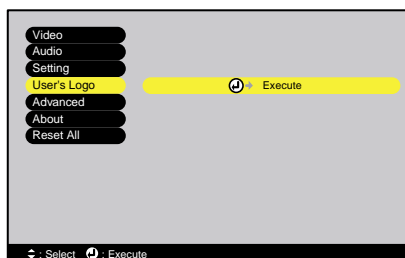 Video
Audio
Setting
User's Logo Execute
Advanced
About
Reset All
: Select : Execute